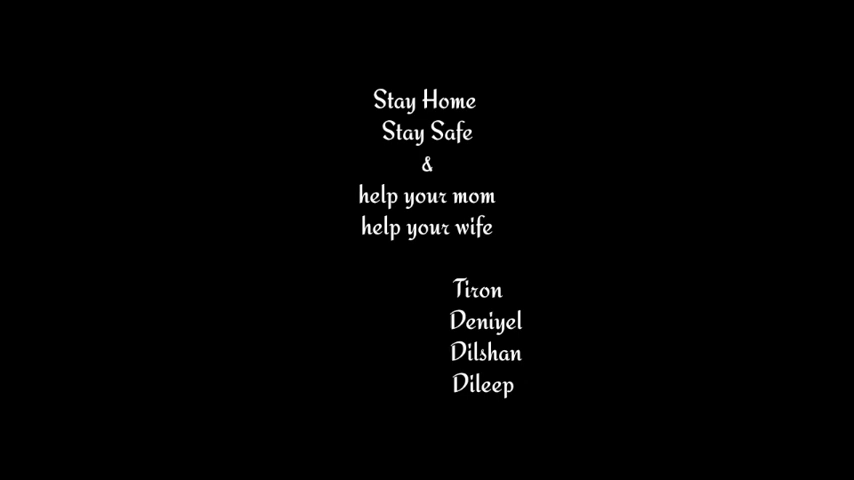 Stay Home
Stay Safe
&
help your mom
help your wife
Tiron
Deniyel
Dilshan
Dileep